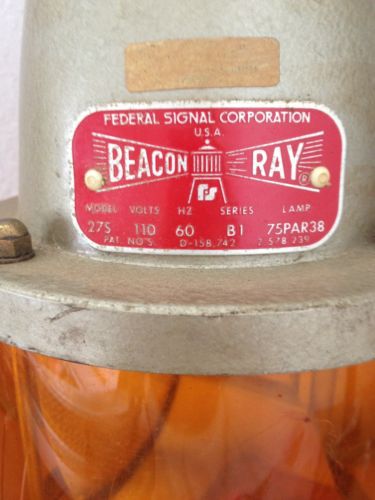 FEDERAL SIGNAL CORPORATION
U.S.A.
BEACON RAY ®
FS
MODEL VOLTS HZ SERIES LAMP
27S 110 60 B1 75PAR38
PAT. NO'S. D-158,742 2 578 239